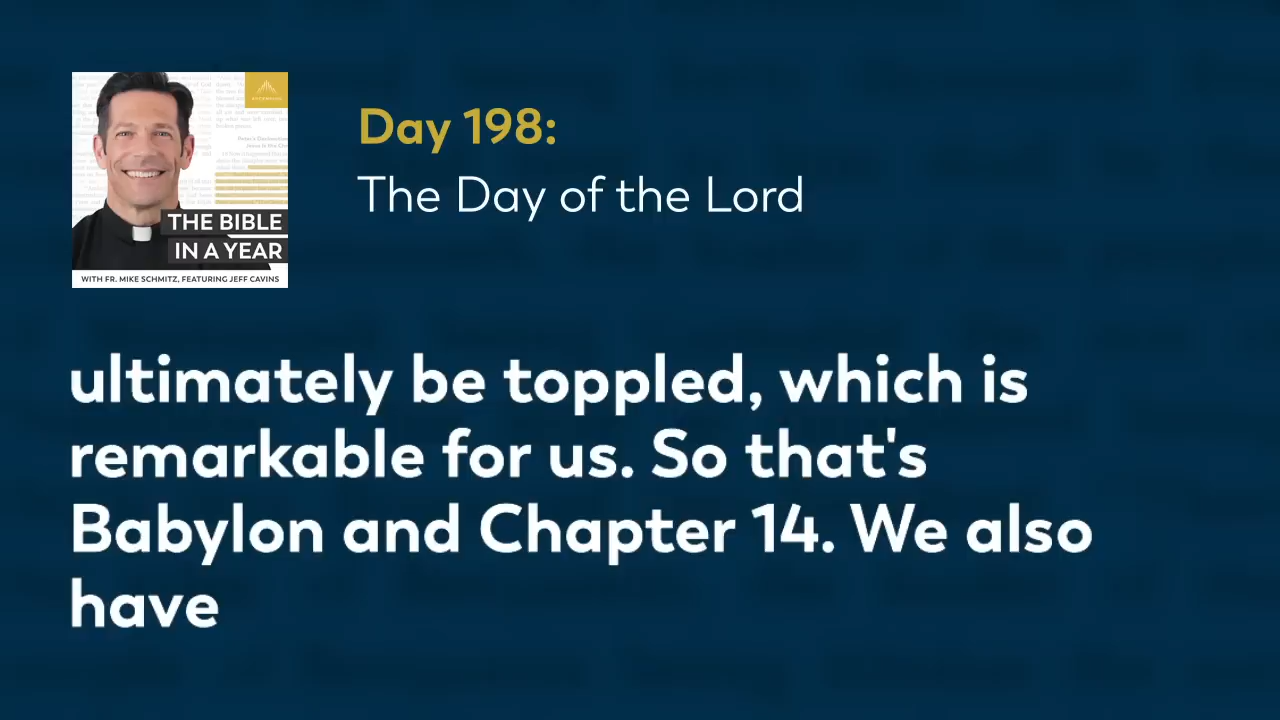 THE BIBLE
IN A YEAR
WITH FR. MIKE SCHMITZ, FEATURING JEFF CAVINS
Day 198:
The Day of the Lord
ultimately be toppled, which is
remarkable for us. So that's
Babylon and Chapter 14. We also
have